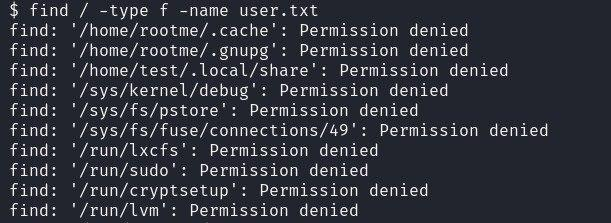 $ find / -type f -name user.txt
find: '/home/rootme/.cache': Permission denied
find: '/home/rootme/.gnupg': Permission denied
find: '/home/test/.local/share': Permission denied
find: '/sys/kernel/debug': Permission denied
find: '/sys/fs/pstore': Permission denied
find: '/sys/fs/fuse/connections/49': Permission denied
find: '/run/lxcfs': Permission denied
find: '/run/sudo': Permission denied
find: '/run/cryptsetup': Permission denied
find: '/run/lvm': Permission denied